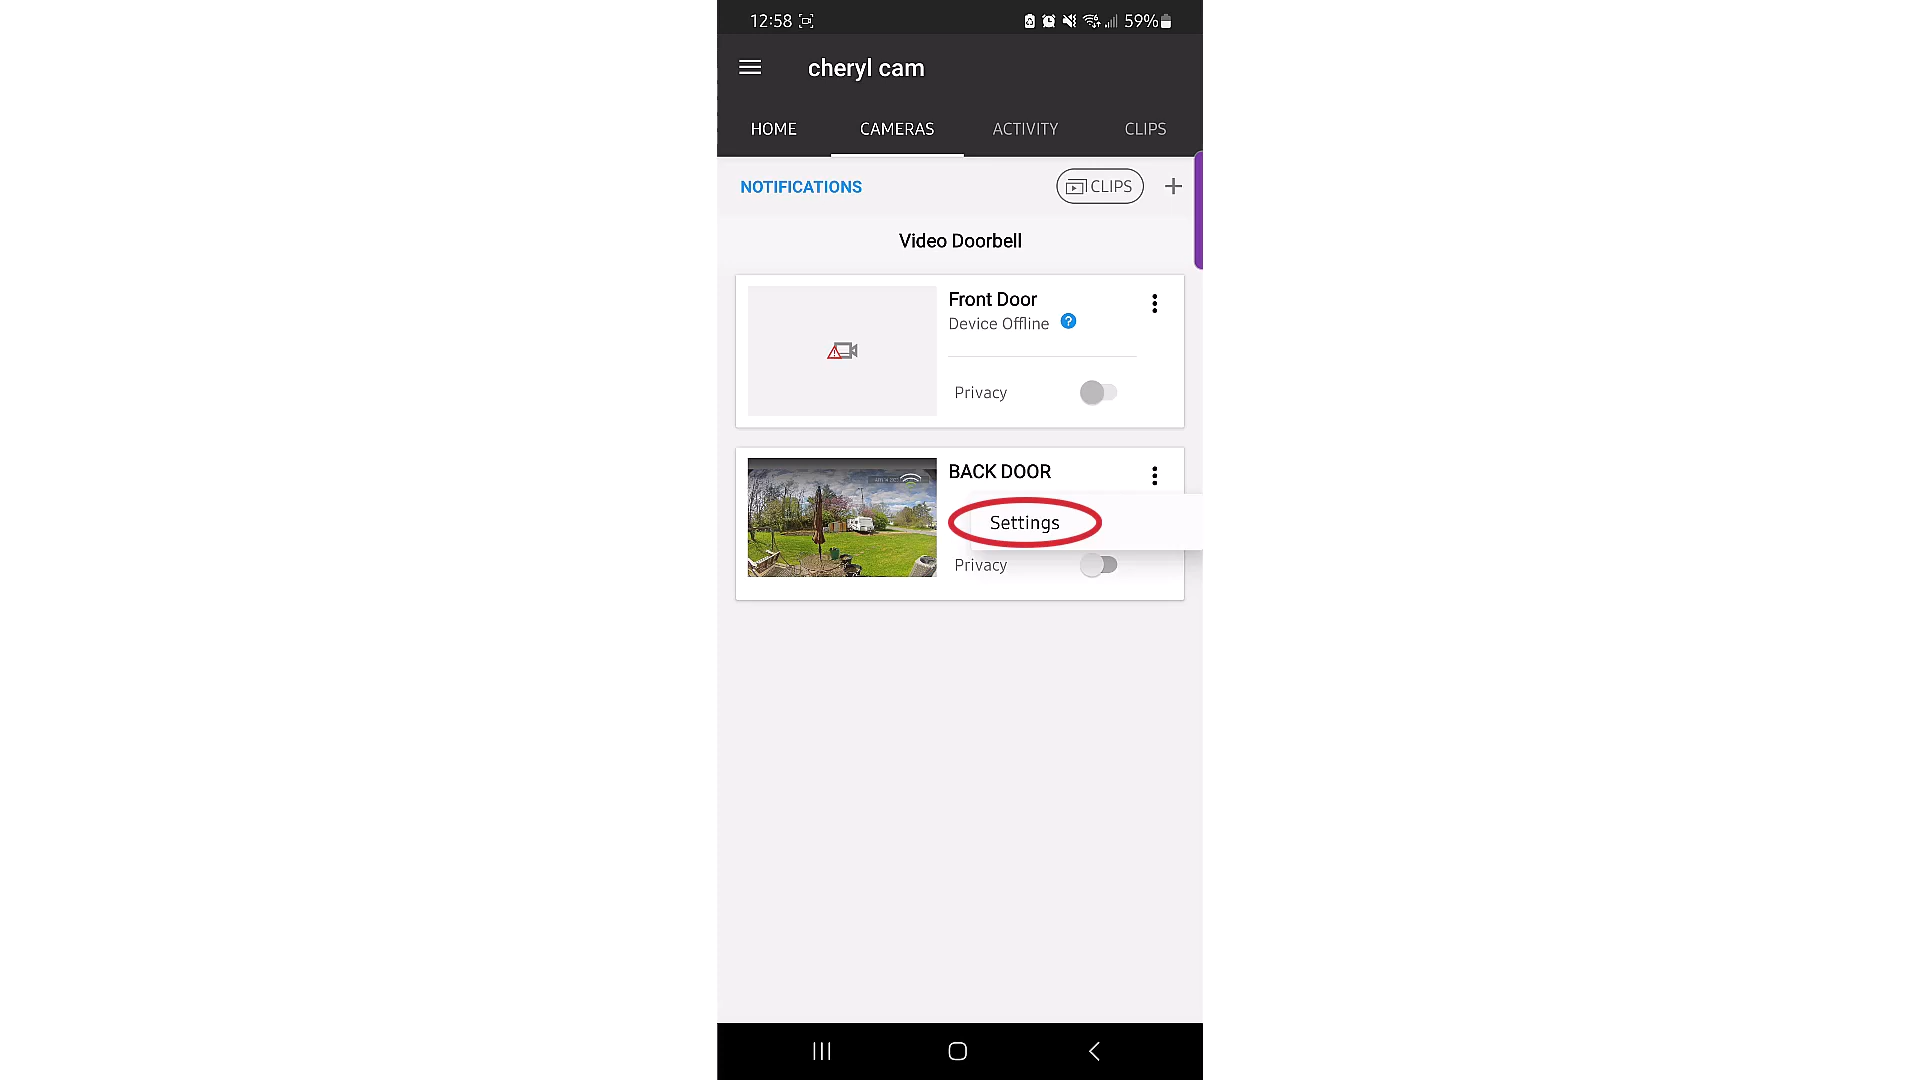 12:58
59%
cheryl cam
HOME CAMERAS ACTIVITY CLIPS
NOTIFICATIONS
CLIPS
Video Doorbell
Front Door
Device Offline
?
Privacy
BACK DOOR
Settings
Privacy